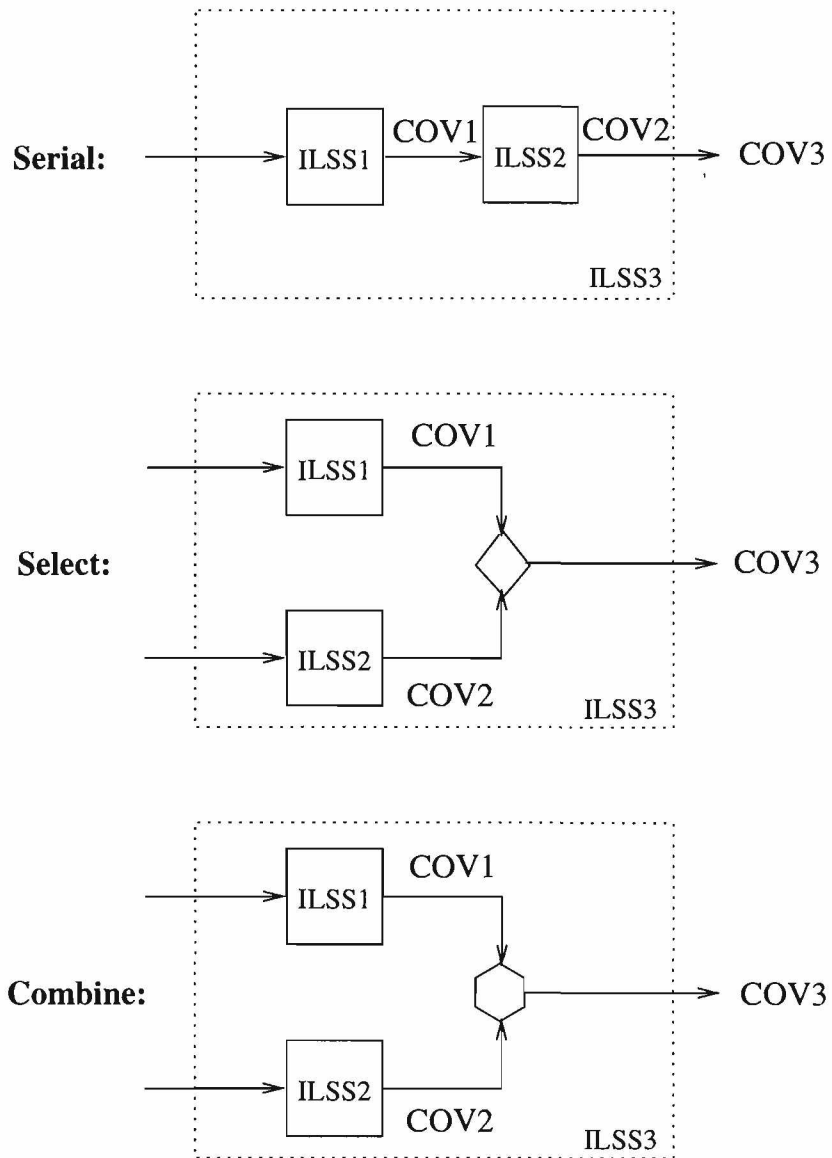 Serial:
ILSS1
COV1
ILSS2
COV2
COV3
ILSS3
Select:
ILSS1
COV1
ILSS2
COV2
COV3
ILSS3
Combine:
ILSS1
COV1
ILSS2
COV2
COV3
ILSS3